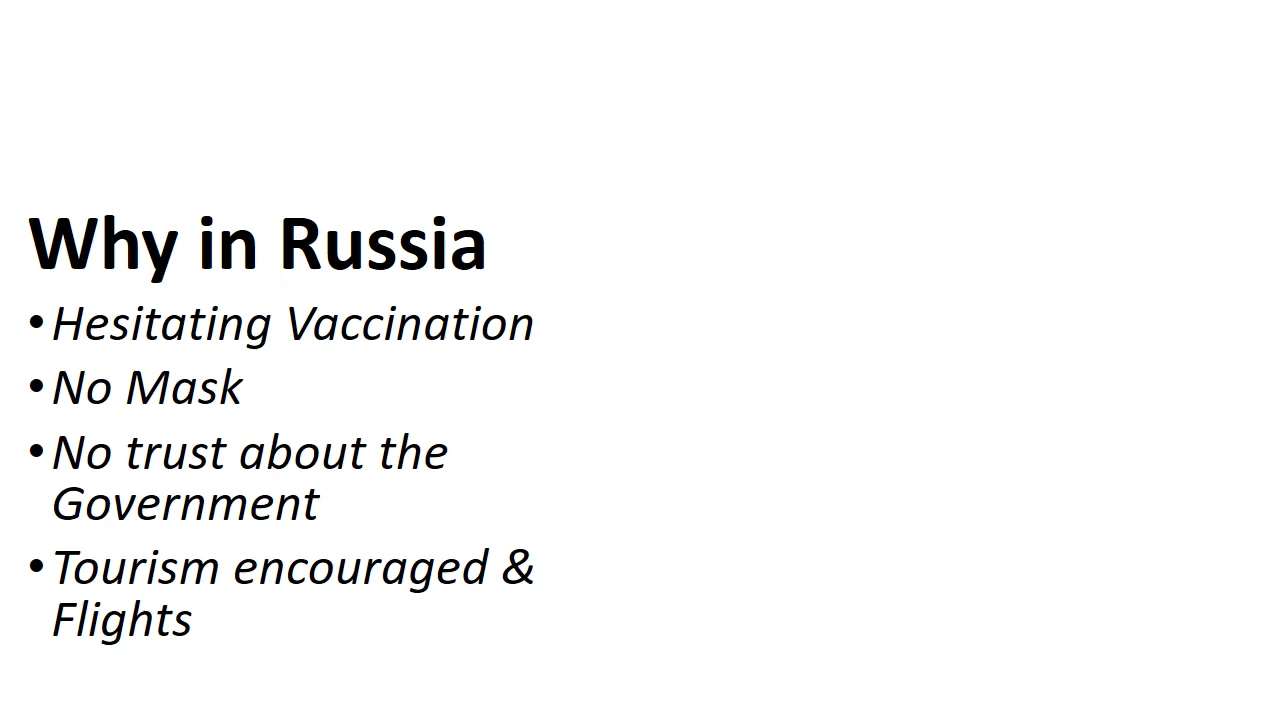 Why in Russia
•Hesitating Vaccination
•No Mask
•No trust about the
Government
•Tourism encouraged &
Flights